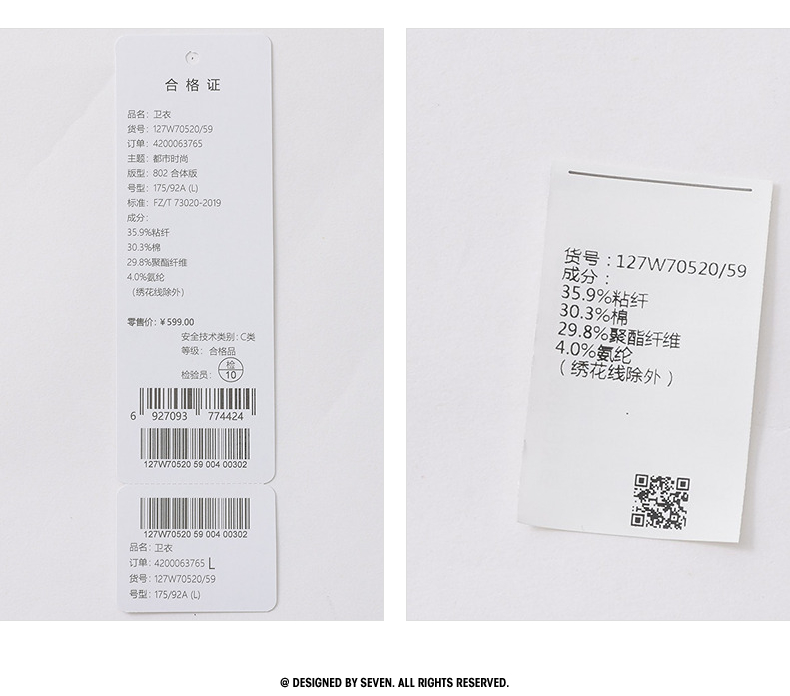 合格证
品名：卫衣
货号：127W70520/59
订单：4200063765
主题：都市时尚
版型：802 合体版
号型：175/92A (L)
标准：FZ/T 73020-2019
成分：
35.9%粘纤
30.3%棉
29.8%聚酯纤维
4.0%氨纶
（绣花线除外）
零售价：¥599.00
安全技术类别：C类
等级：合格品
检验员：检 10
6 927093 774424
127W70520 59 004 00302
127W70520 59 004 00302
品名：卫衣
订单：4200063765 L
货号：127W70520/59
号型：175/92A (L)
货号：127W70520/59
成分：
35.9%粘纤
30.3%棉
29.8%聚酯纤维
4.0%氨纶
（绣花线除外）
@ DESIGNED BY SEVEN. ALL RIGHTS RESERVED.